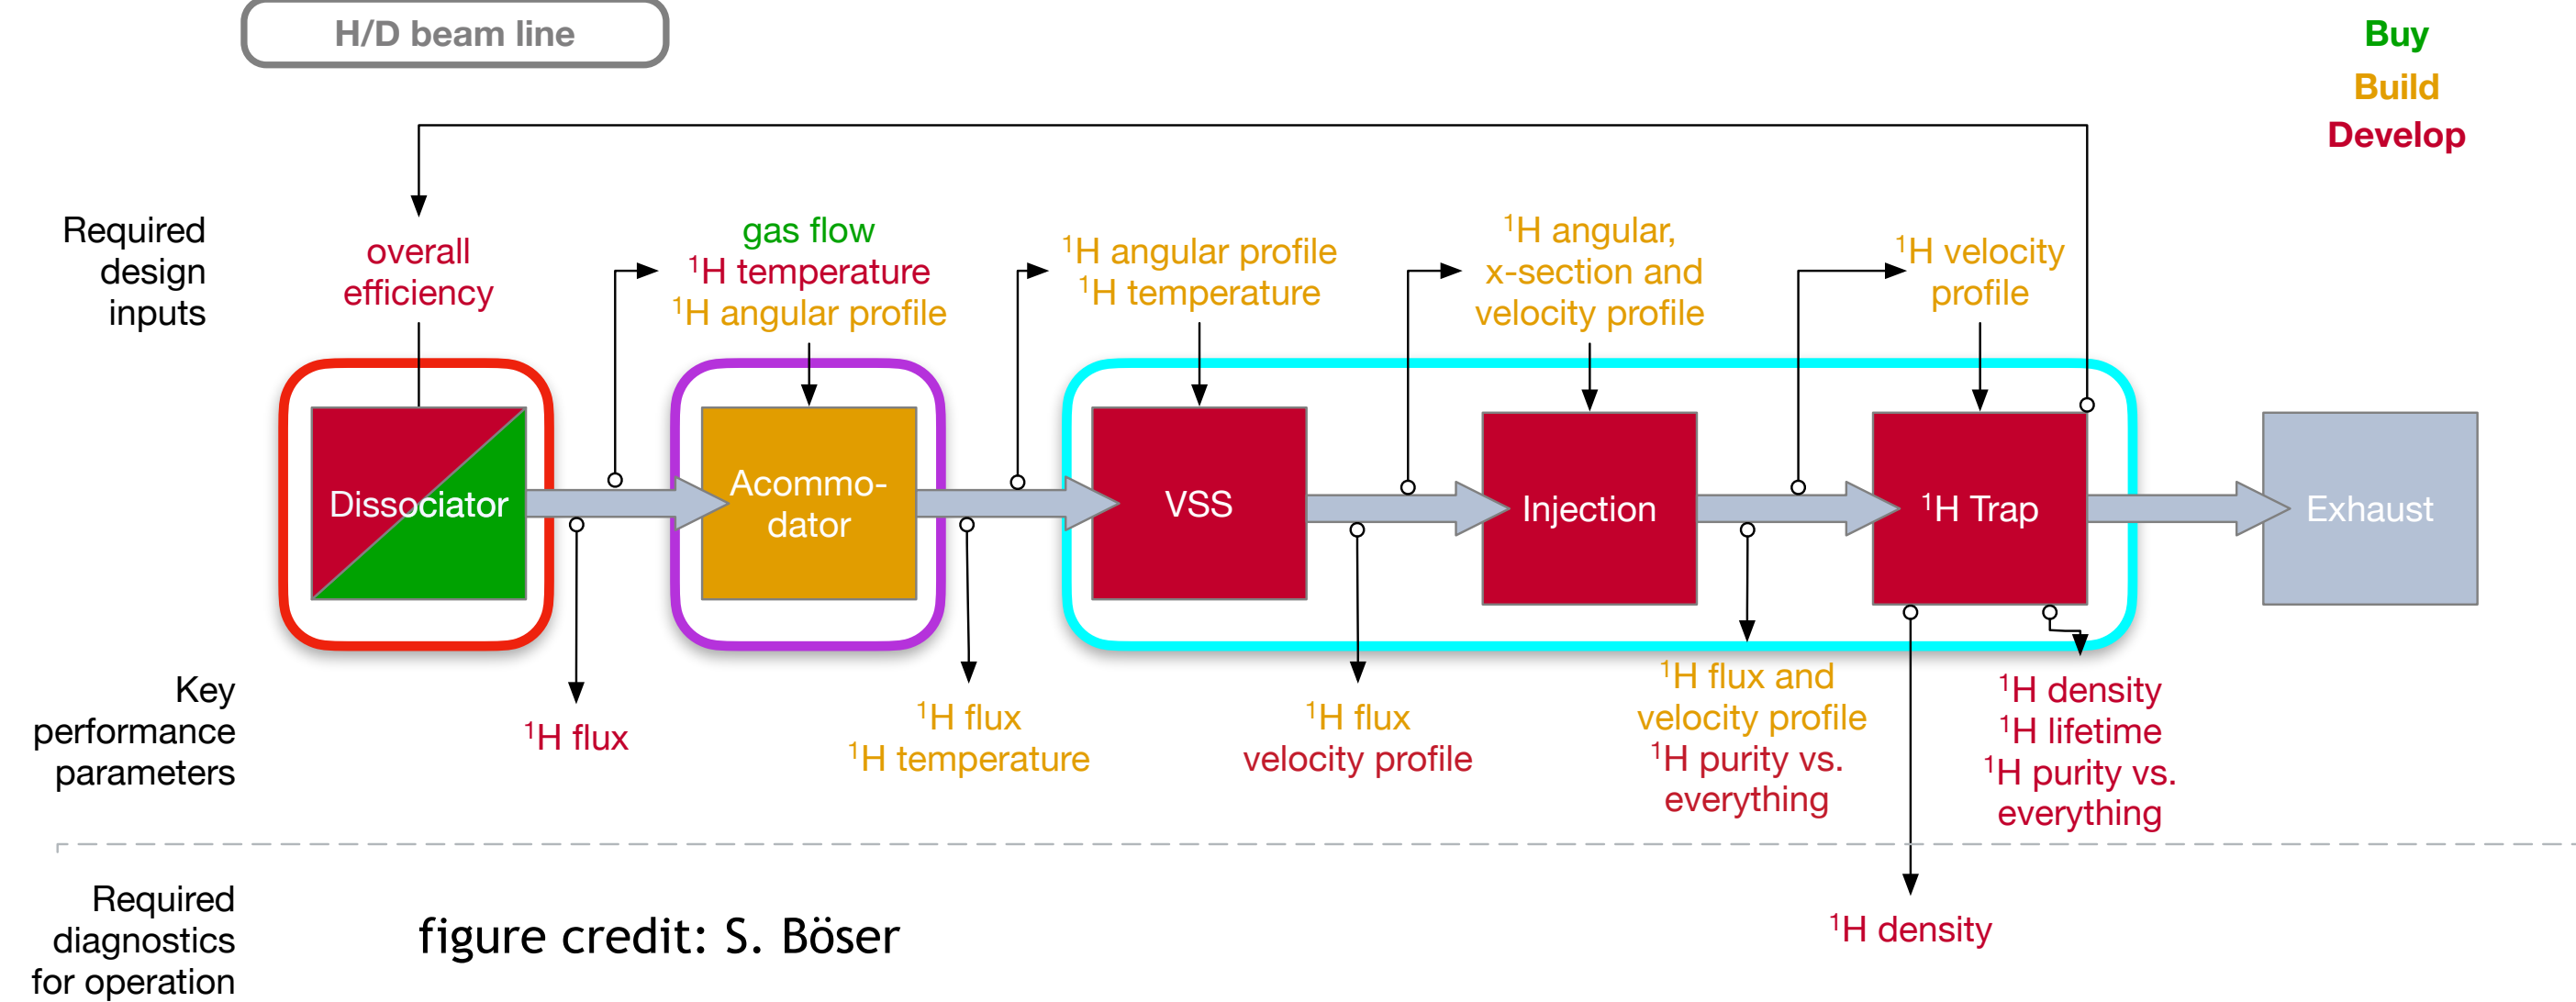 H/D beam line
Buy
Build
Develop
Required
design
inputs
overall
efficiency
gas flow
¹H temperature
¹H angular profile
¹H angular profile
¹H temperature
¹H angular,
x-section and
velocity profile
¹H velocity
profile
Dissociator
Acommo-
dator
VSS
Injection
¹H Trap
Exhaust
Key
performance
parameters
¹H flux
¹H flux
¹H temperature
¹H flux
velocity profile
¹H flux and
velocity profile
¹H purity vs.
everything
¹H density
¹H lifetime
¹H purity vs.
everything
Required
diagnostics
for operation
figure credit: S. Böser
¹H density